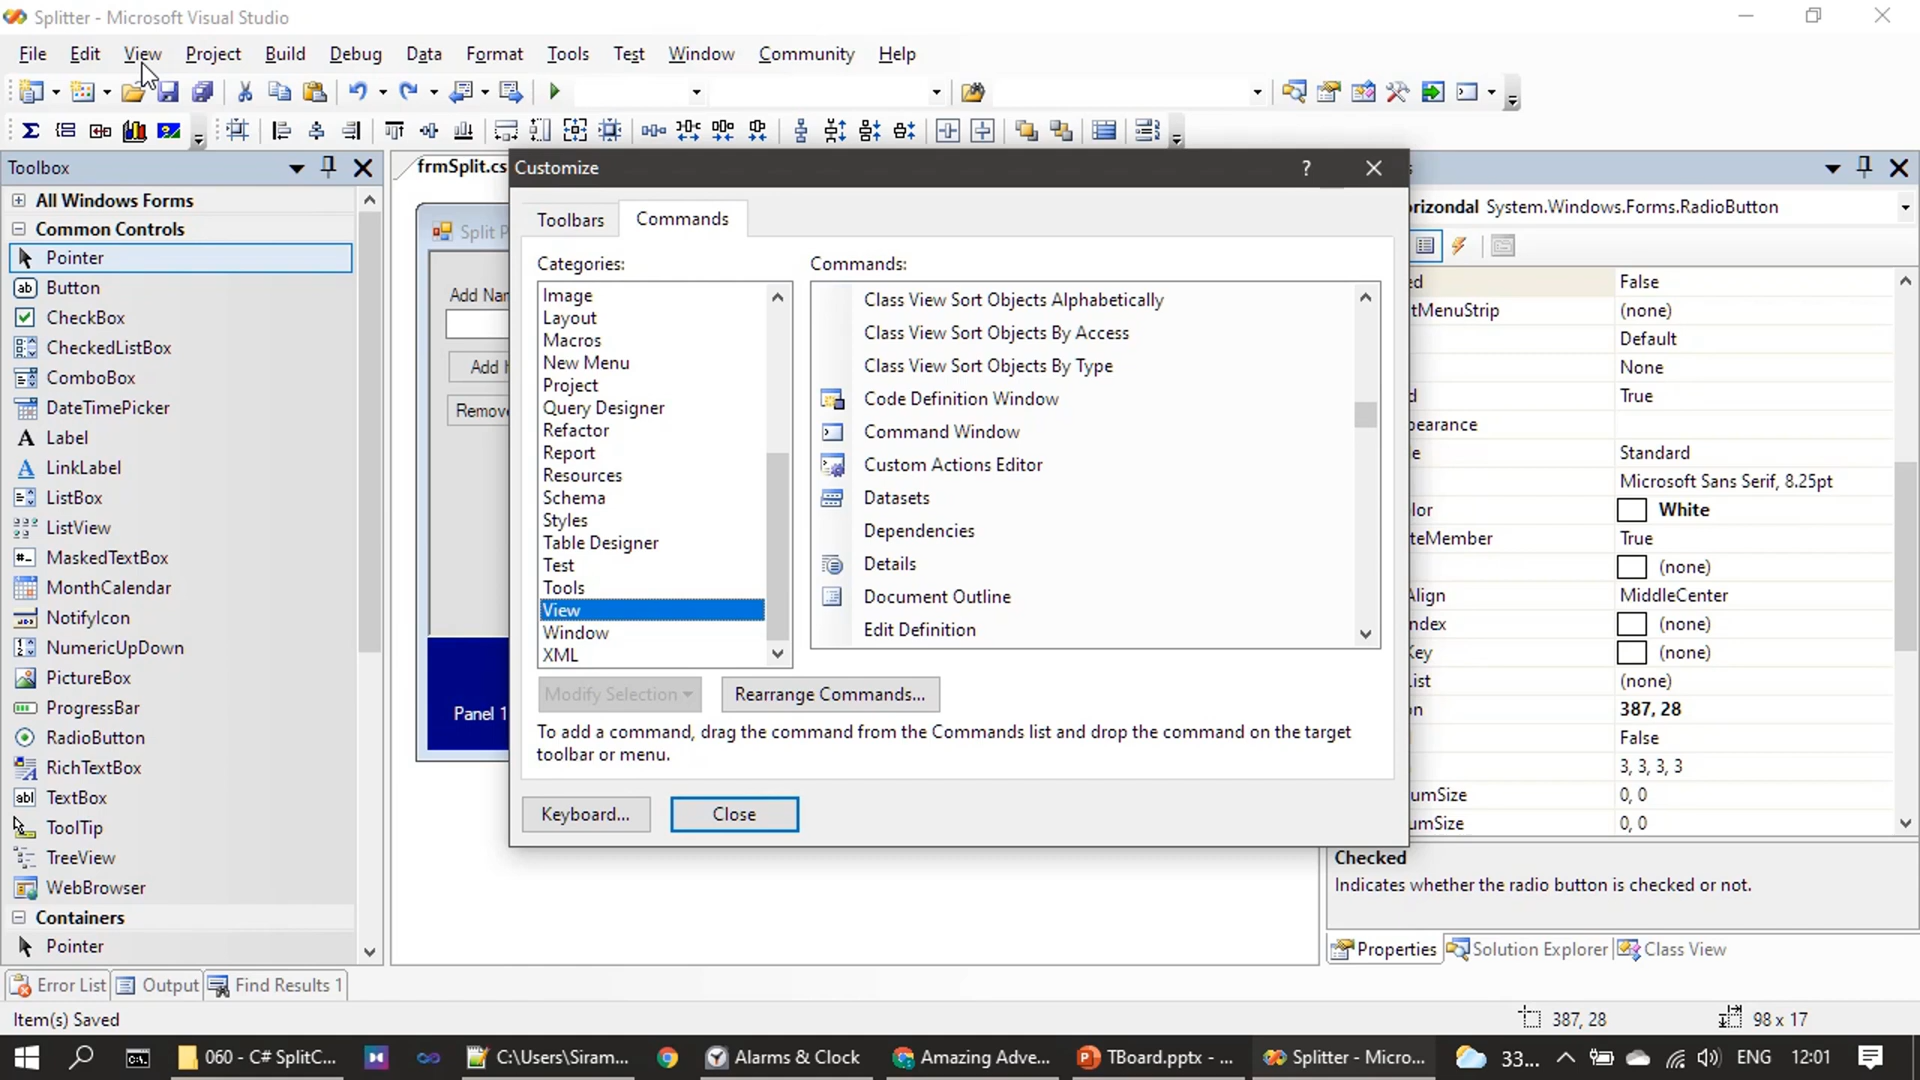 Splitter - Microsoft Visual Studio
File Edit View Project Build Debug Data Format Tools Test Window Community Help
Toolbox
All Windows Forms
Common Controls
Pointer
Button
CheckBox
CheckedListBox
ComboBox
DateTimePicker
Label
LinkLabel
ListBox
ListView
MaskedTextBox
MonthCalendar
NotifyIcon
NumericUpDown
PictureBox
ProgressBar
RadioButton
RichTextBox
TextBox
ToolTip
TreeView
WebBrowser
Containers
Pointer
frmSplit.cs
Split P
Add Nam
Add N
Remove
Panel 1
Customize
Toolbars Commands
Categories:
Image
Layout
Macros
New Menu
Project
Query Designer
Refactor
Report
Resources
Schema
Styles
Table Designer
Test
Tools
View
Window
XML
Commands:
Class View Sort Objects Alphabetically
Class View Sort Objects By Access
Class View Sort Objects By Type
Code Definition Window
Command Window
Custom Actions Editor
Datasets
Dependencies
Details
Document Outline
Edit Definition
Modify Selection Rearrange Commands...
To add a command, drag the command from the Commands list and drop the command on the target
toolbar or menu.
Keyboard... Close
s
orizondal System.Windows.Forms.RadioButton
ed False
tMenuStrip (none)
Default
None
d True
pearance
e Standard
Microsoft Sans Serif, 8.25pt
lor White
teMember True
(none)
Align MiddleCenter
ndex (none)
Key (none)
List (none)
on 387, 28
False
3, 3, 3, 3
umSize 0, 0
umSize 0, 0
Checked
Indicates whether the radio button is checked or not.
Properties Solution Explorer Class View
Error List Output Find Results 1
Item(s) Saved 387, 28 98 x 17
060 - C# SplitC... C:\Users\Siram... Alarms & Clock Amazing Adve... TBoard.pptx - ... Splitter - Micro... 33... ENG 12:01